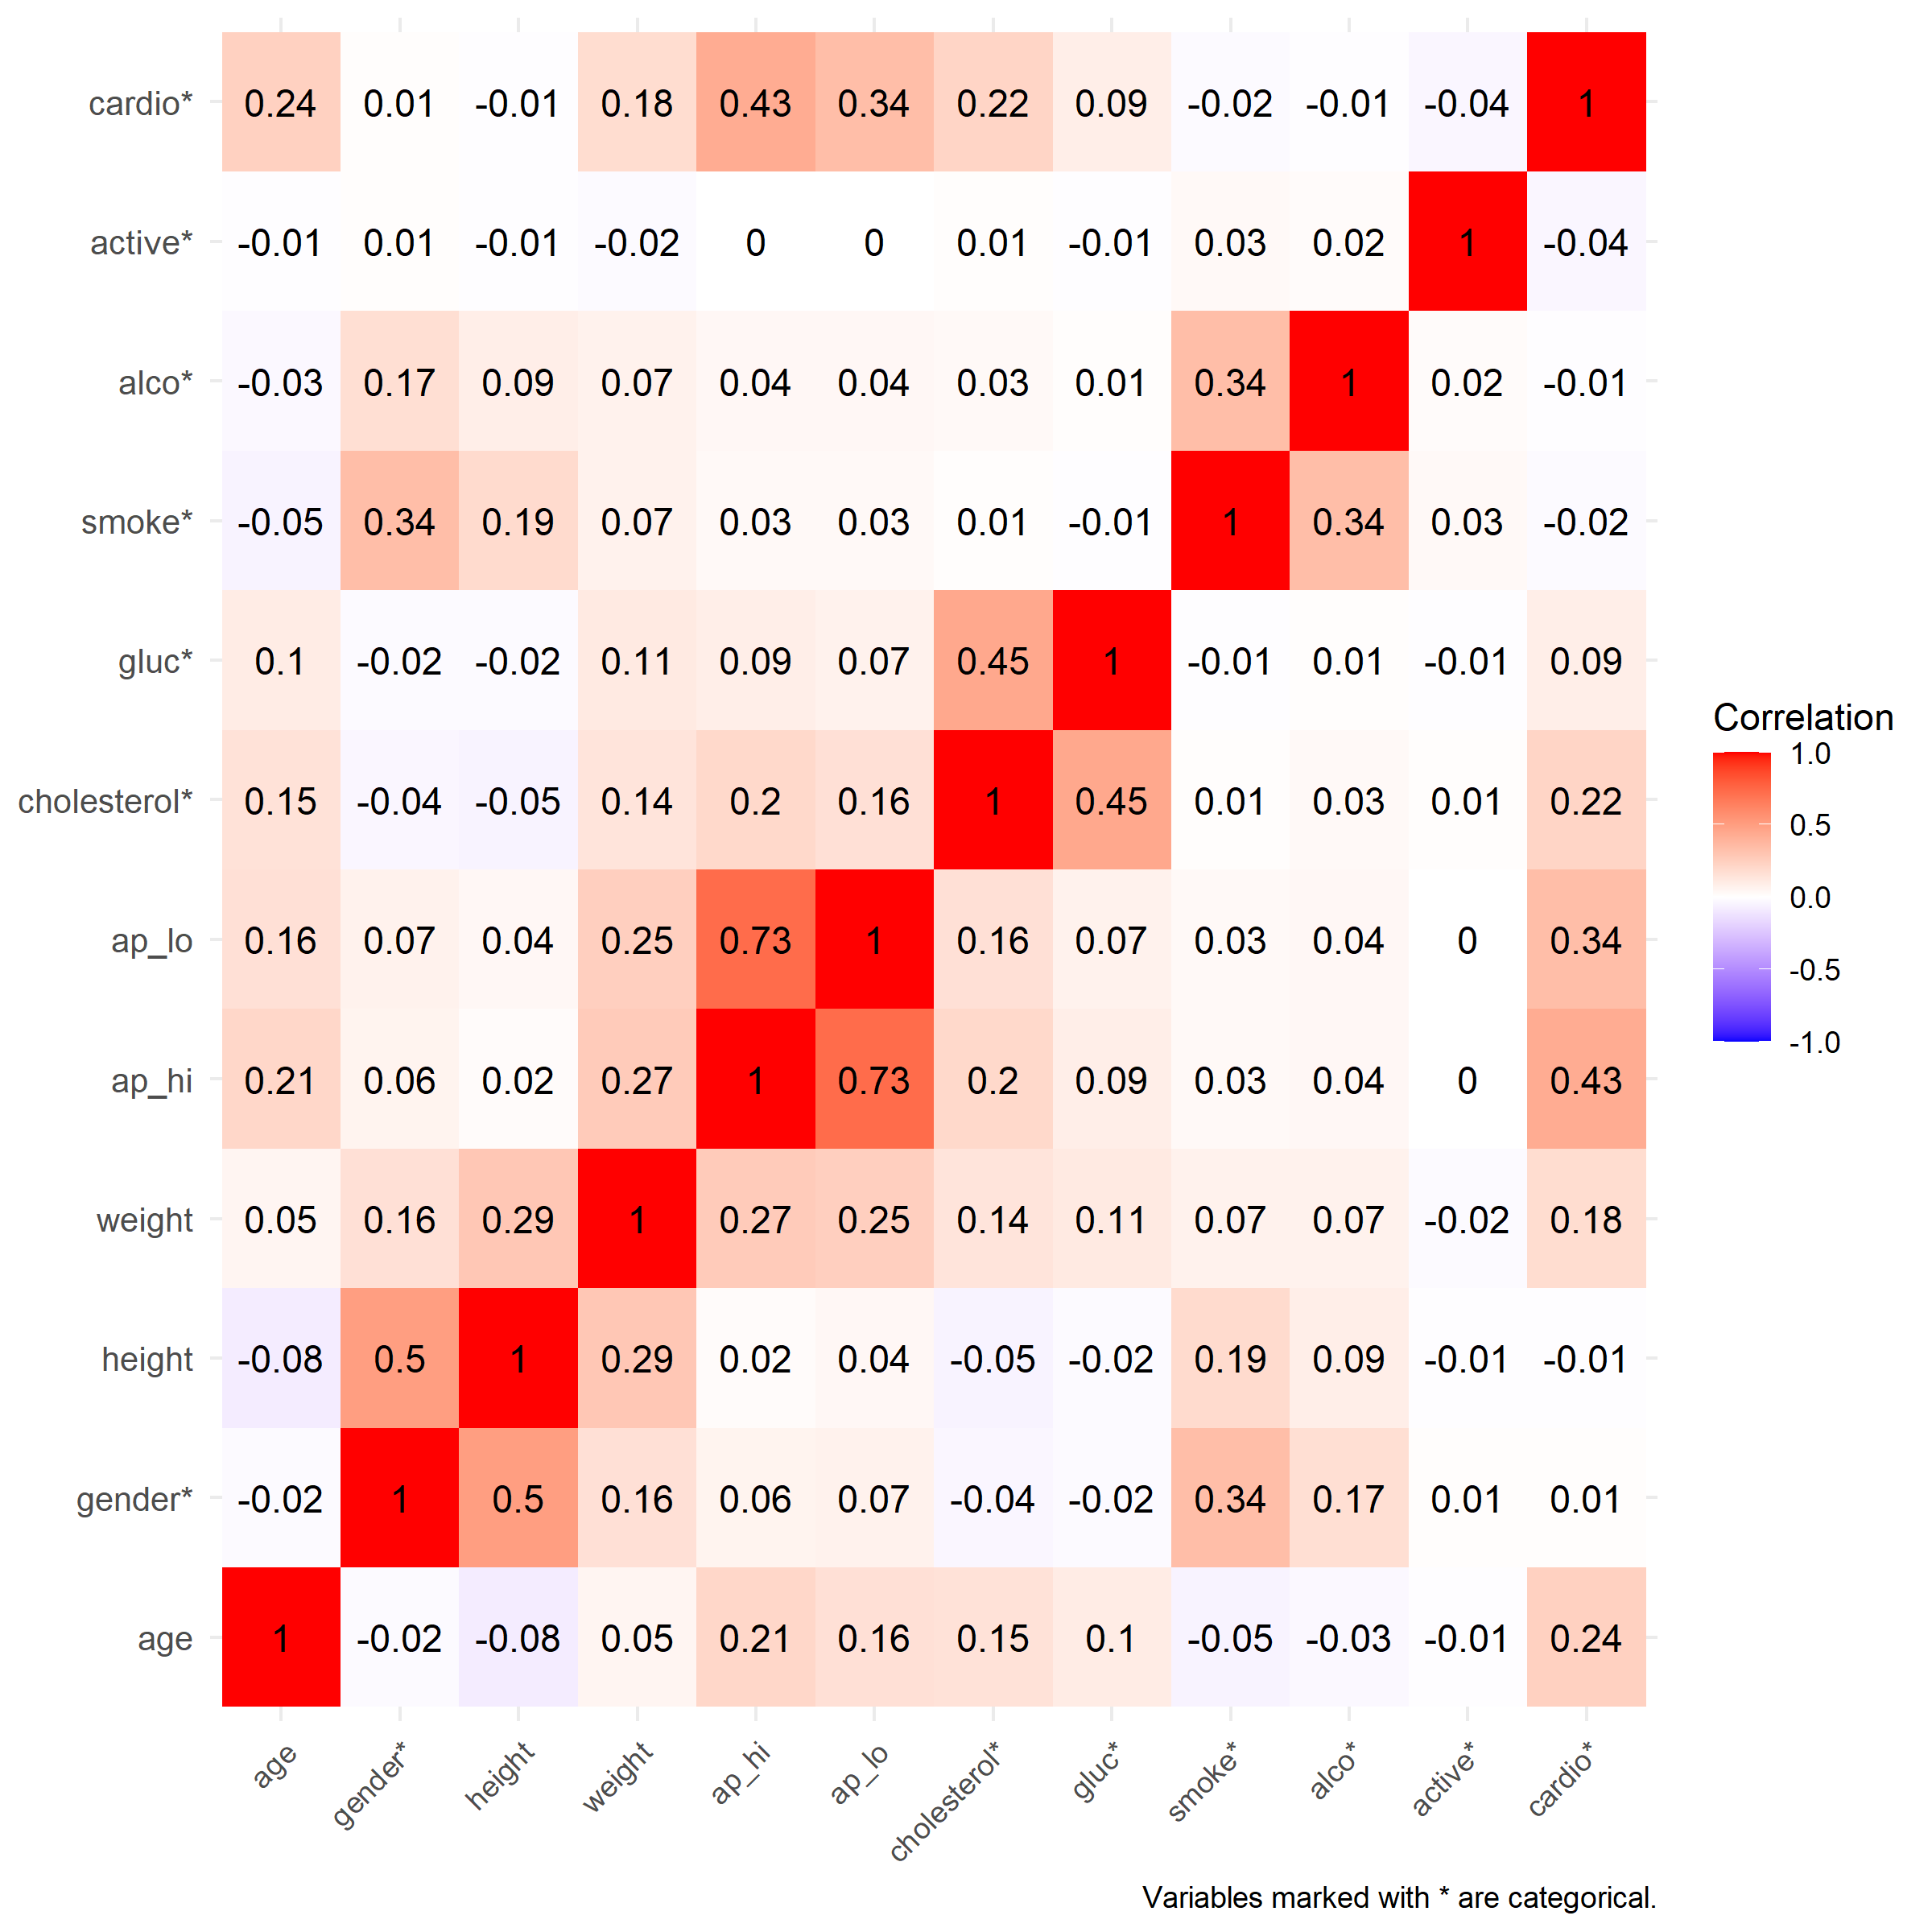 cardio* 0.24 0.01 -0.01 0.18 0.43 0.34 0.22 0.09 -0.02 -0.01 -0.04 1
active* -0.01 0.01 -0.01 -0.02 0 0 0.01 -0.01 0.03 0.02 1 -0.04
alco* -0.03 0.17 0.09 0.07 0.04 0.04 0.03 0.01 0.34 1 0.02 -0.01
smoke* -0.05 0.34 0.19 0.07 0.03 0.03 0.01 -0.01 1 0.34 0.03 -0.02
gluc* 0.1 -0.02 -0.02 0.11 0.09 0.07 0.45 1 -0.01 0.01 -0.01 0.09
cholesterol* 0.15 -0.04 -0.05 0.14 0.2 0.16 1 0.45 0.01 0.03 0.01 0.22
ap_lo 0.16 0.07 0.04 0.25 0.73 1 0.16 0.07 0.03 0.04 0 0.34
ap_hi 0.21 0.06 0.02 0.27 1 0.73 0.2 0.09 0.03 0.04 0 0.43
weight 0.05 0.16 0.29 1 0.27 0.25 0.14 0.11 0.07 0.07 -0.02 0.18
height -0.08 0.5 1 0.29 0.02 0.04 -0.05 -0.02 0.19 0.09 -0.01 -0.01
gender* -0.02 1 0.5 0.16 0.06 0.07 -0.04 -0.02 0.34 0.17 0.01 0.01
age 1 -0.02 -0.08 0.05 0.21 0.16 0.15 0.1 -0.05 -0.03 -0.01 0.24
age gender* height weight ap_hi ap_lo cholesterol* gluc* smoke* alco* active* cardio*
Correlation
1.0
0.5
0.0
-0.5
-1.0
Variables marked with * are categorical.